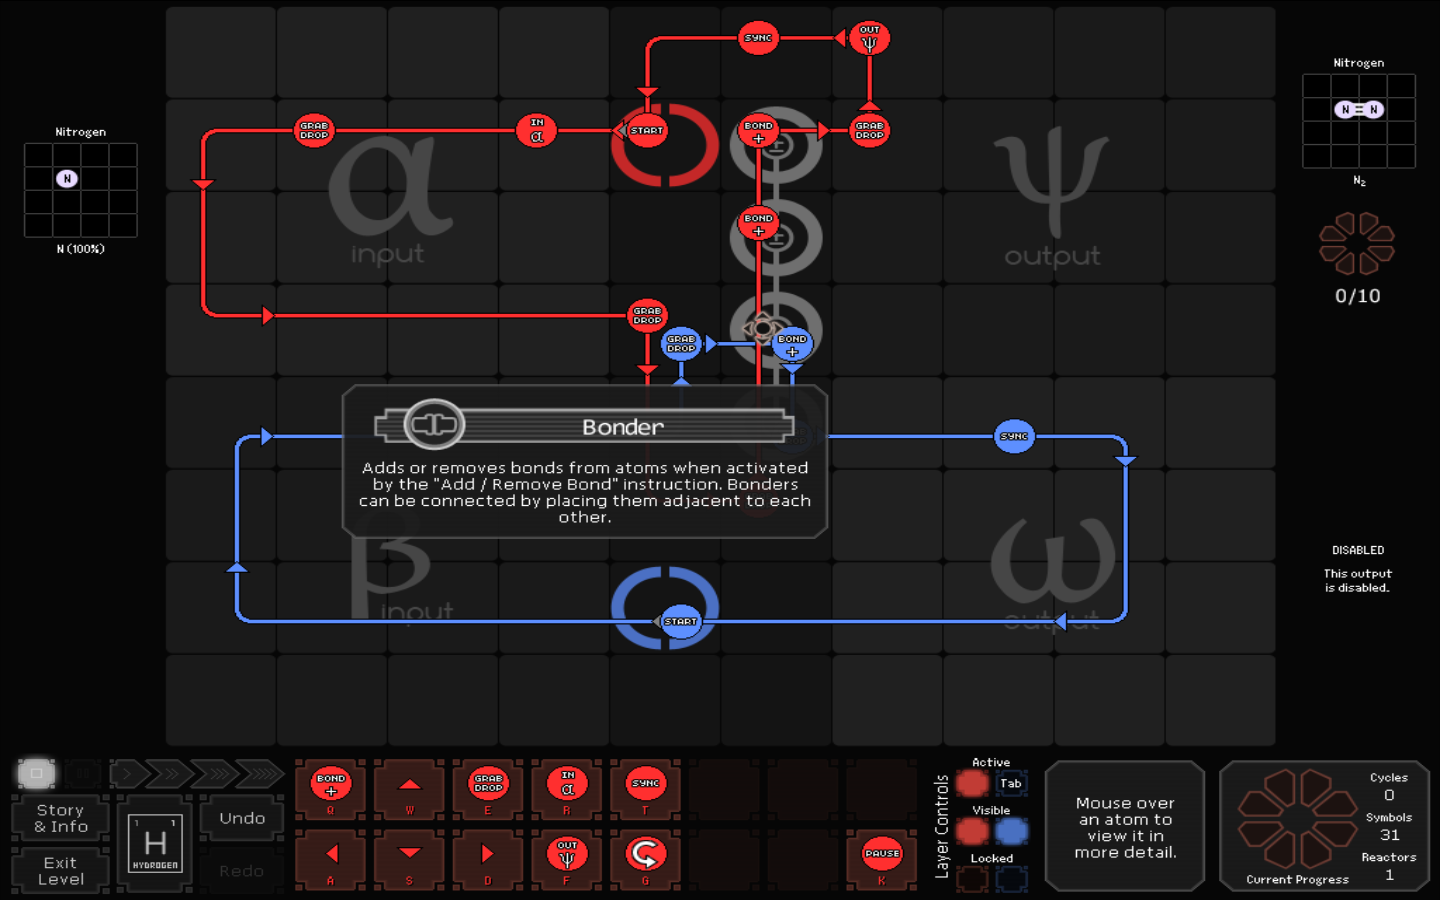 OUT
ψ
SYNC
Nitrogen
N
N (100%)
GRAB
DROP
IN
α
START
BOND
+
GRAB
DROP
α
input
BOND
+
ψ
output
Nitrogen
N = N
N₂
0/10
GRAB
DROP
GRAB
DROP
BOND
+
Bonder
Adds or removes bonds from atoms when activated
by the "Add / Remove Bond" instruction. Bonders
can be connected by placing them adjacent to each
other.
SYNC
β
input
ω
output
START
DISABLED
This output
is disabled.
Story
& Info
Exit
Level
1 1
H
HYDROGEN
Undo
Redo
BOND
+
Q
W
GRAB
DROP
E
IN
α
R
SYNC
T
A
S
D
OUT
ψ
F
G
PAUSE
K
Layer Controls
Active
Tab
Visible
Locked
Mouse over
an atom to
view it in
more detail.
Cycles
0
Symbols
31
Reactors
1
Current Progress